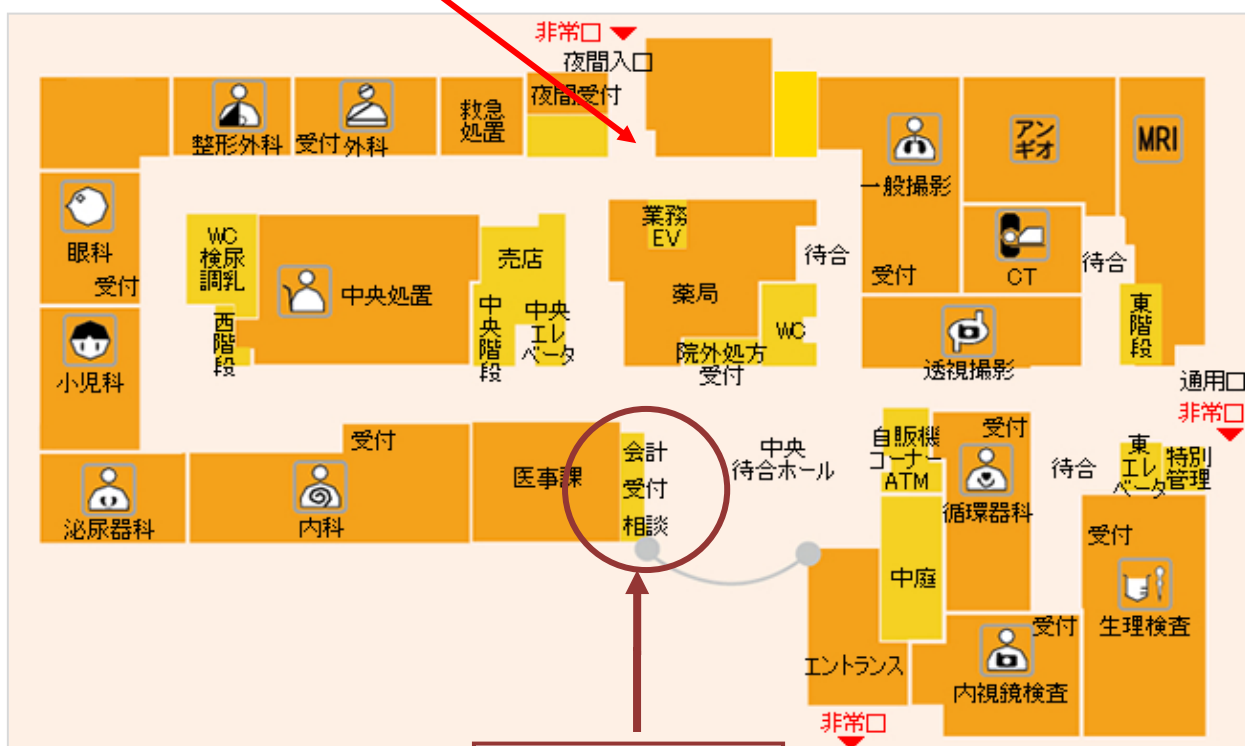 非常口
夜間入口
夜間受付
救急
処置
整形外科
受付
外科
一般撮影
受付
アン
ギオ
MRI
眼科
受付
WC
検尿
調乳
西階段
中央処置
売店
中央階段
中央
エレ
ベータ
業務
EV
薬局
待合
WC
院外処方
受付
CT
待合
東階段
透視撮影
通用口
非常口
小児科
泌尿器科
受付
内科
医事課
会計
受付
相談
中央
待合ホール
自販機
コーナー
ATM
受付
循環器科
待合
東
エレ
ベータ
特別
管理
中庭
受付
生理検査
エントランス
受付
内視鏡検査
非常口